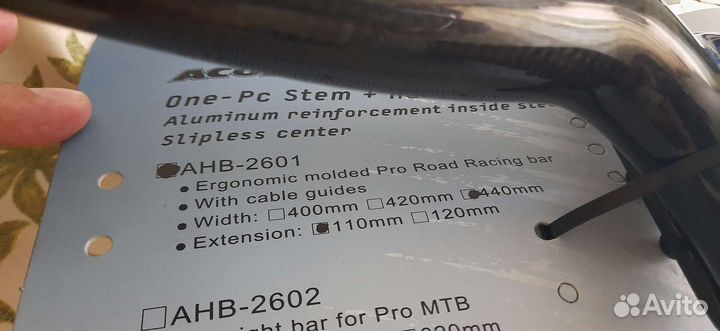 One-Pc Stem +
Aluminum reinforcement inside
Slipless center
AHB-2601
• Ergonomic molded Pro Road Racing bar
• With cable guides
• Width: 400mm 420mm 440mm
• Extension: 110mm 120mm
AHB-2602
bar for Pro MTB
Avito